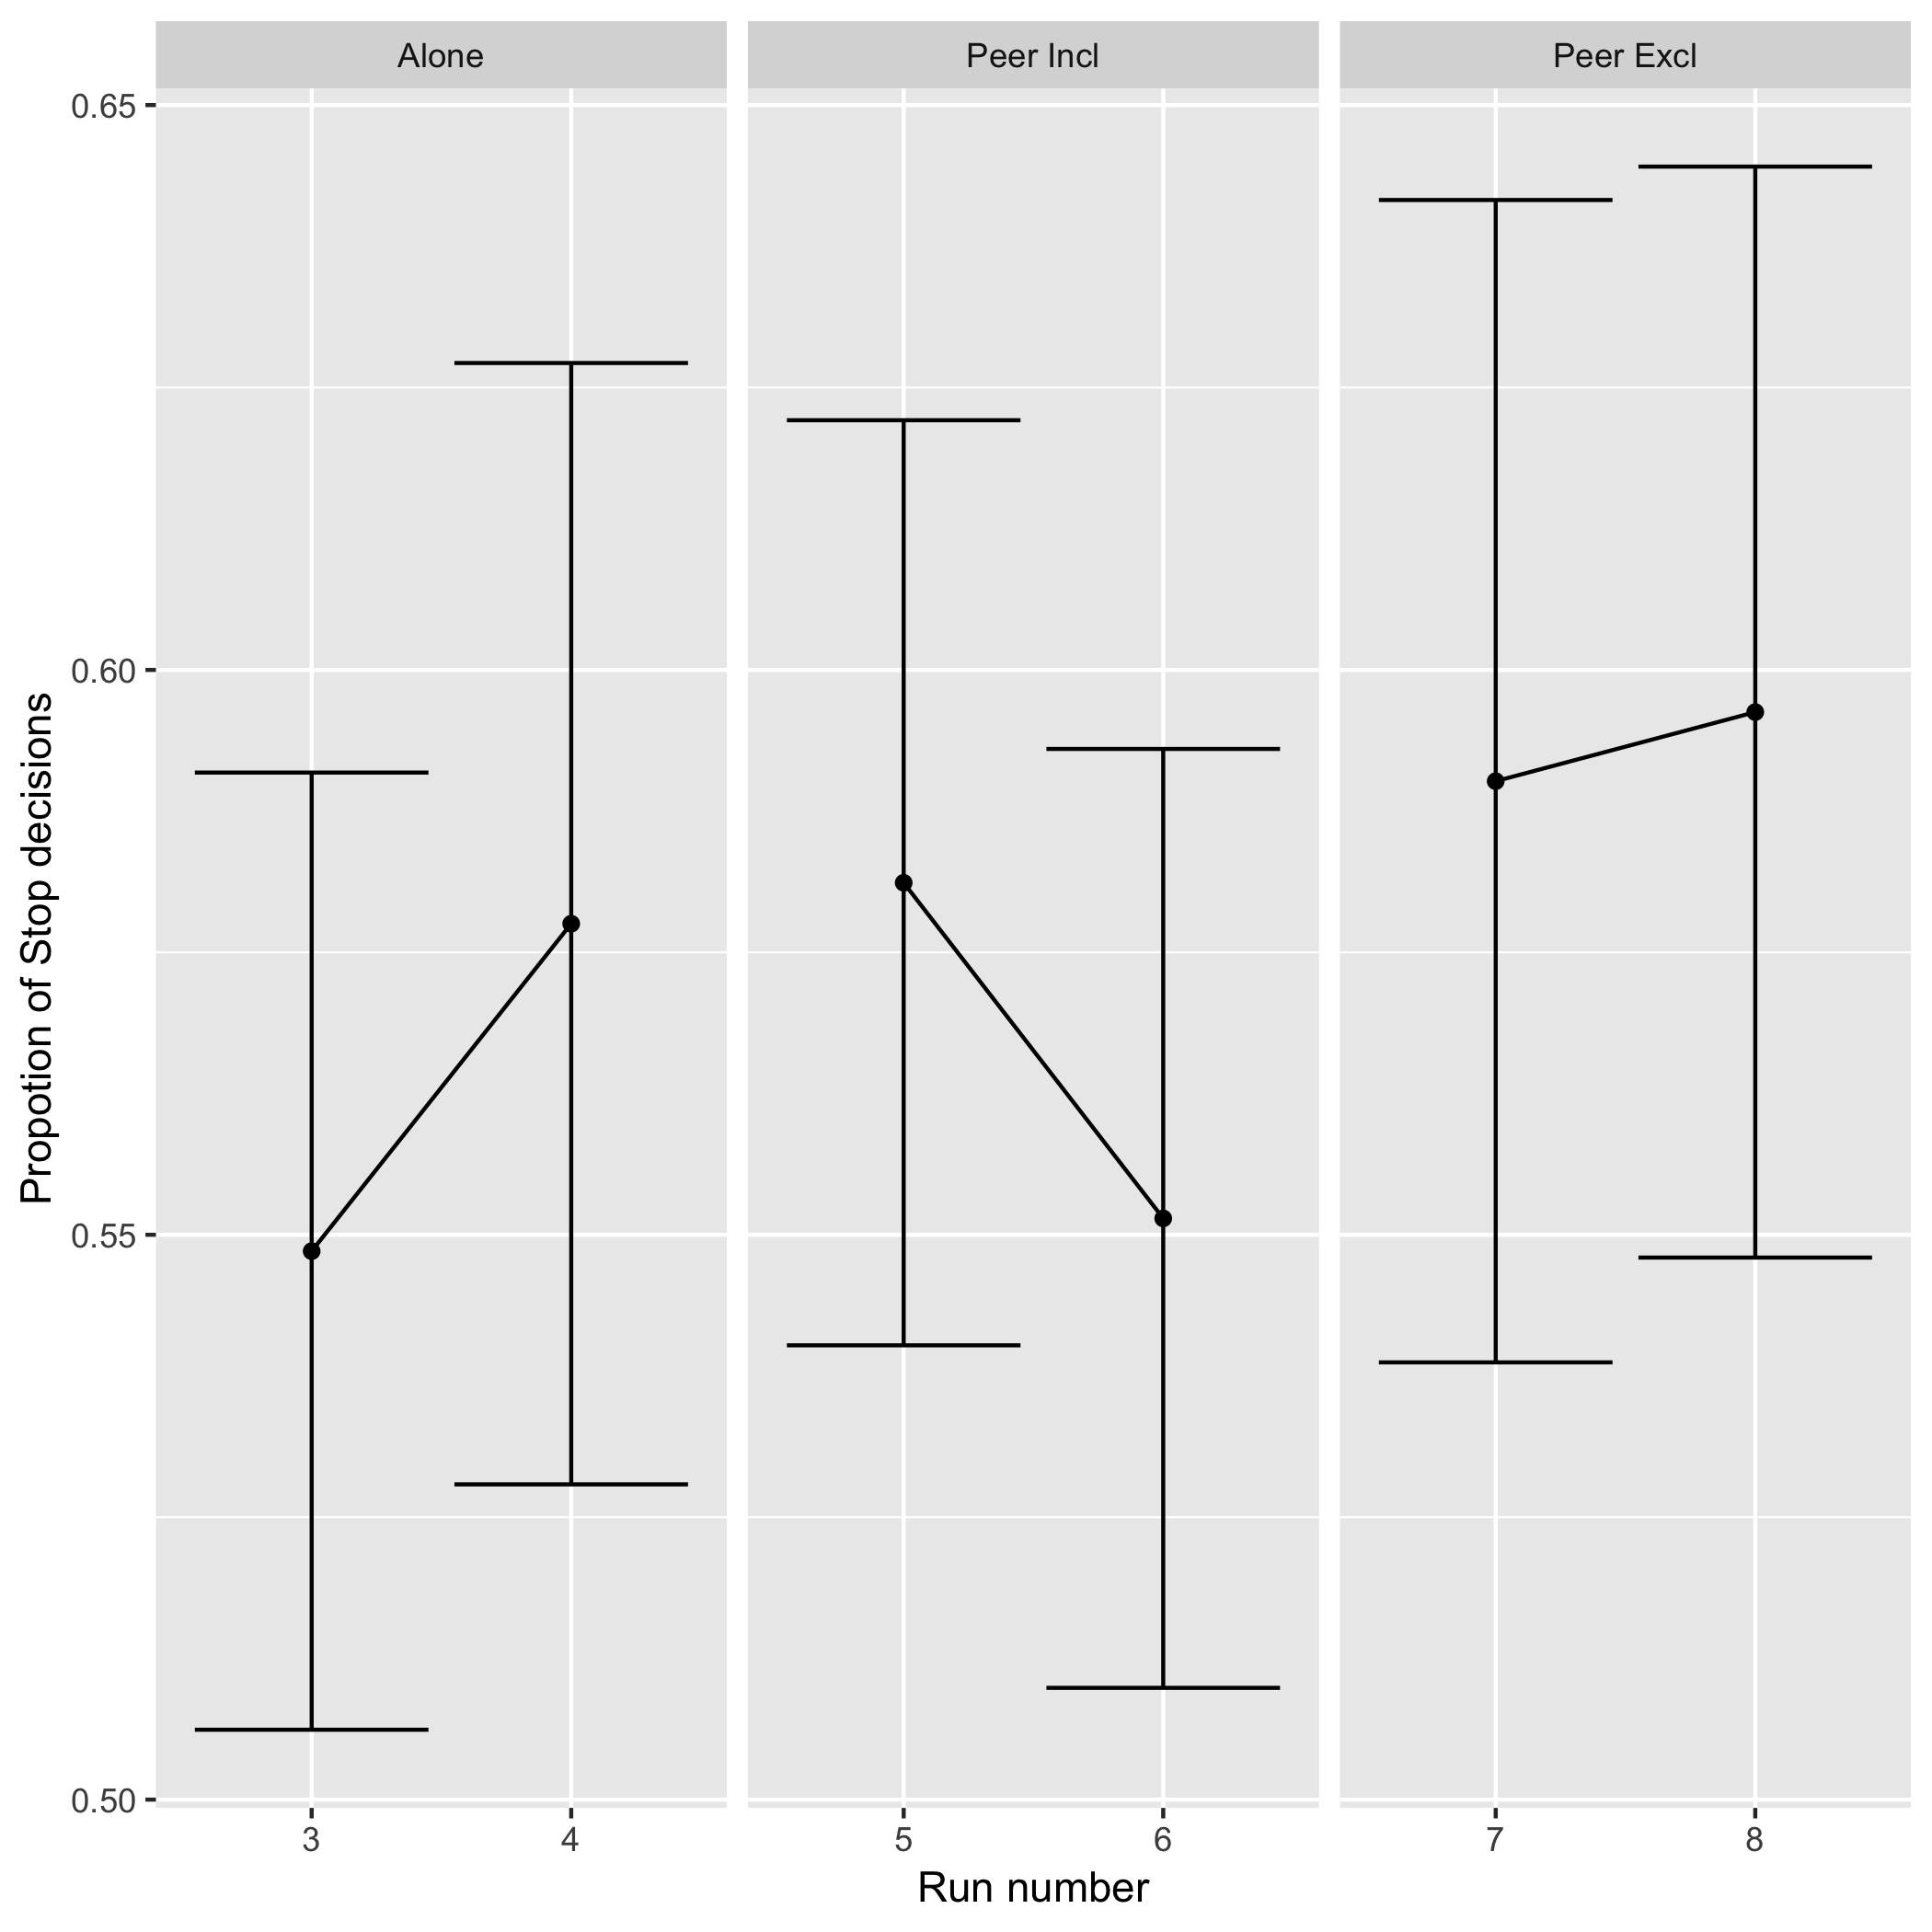 Alone
Peer Incl
Peer Excl
0.65
0.60
0.55
0.50
Propotion of Stop decisions
3
4
5
6
7
8
Run number